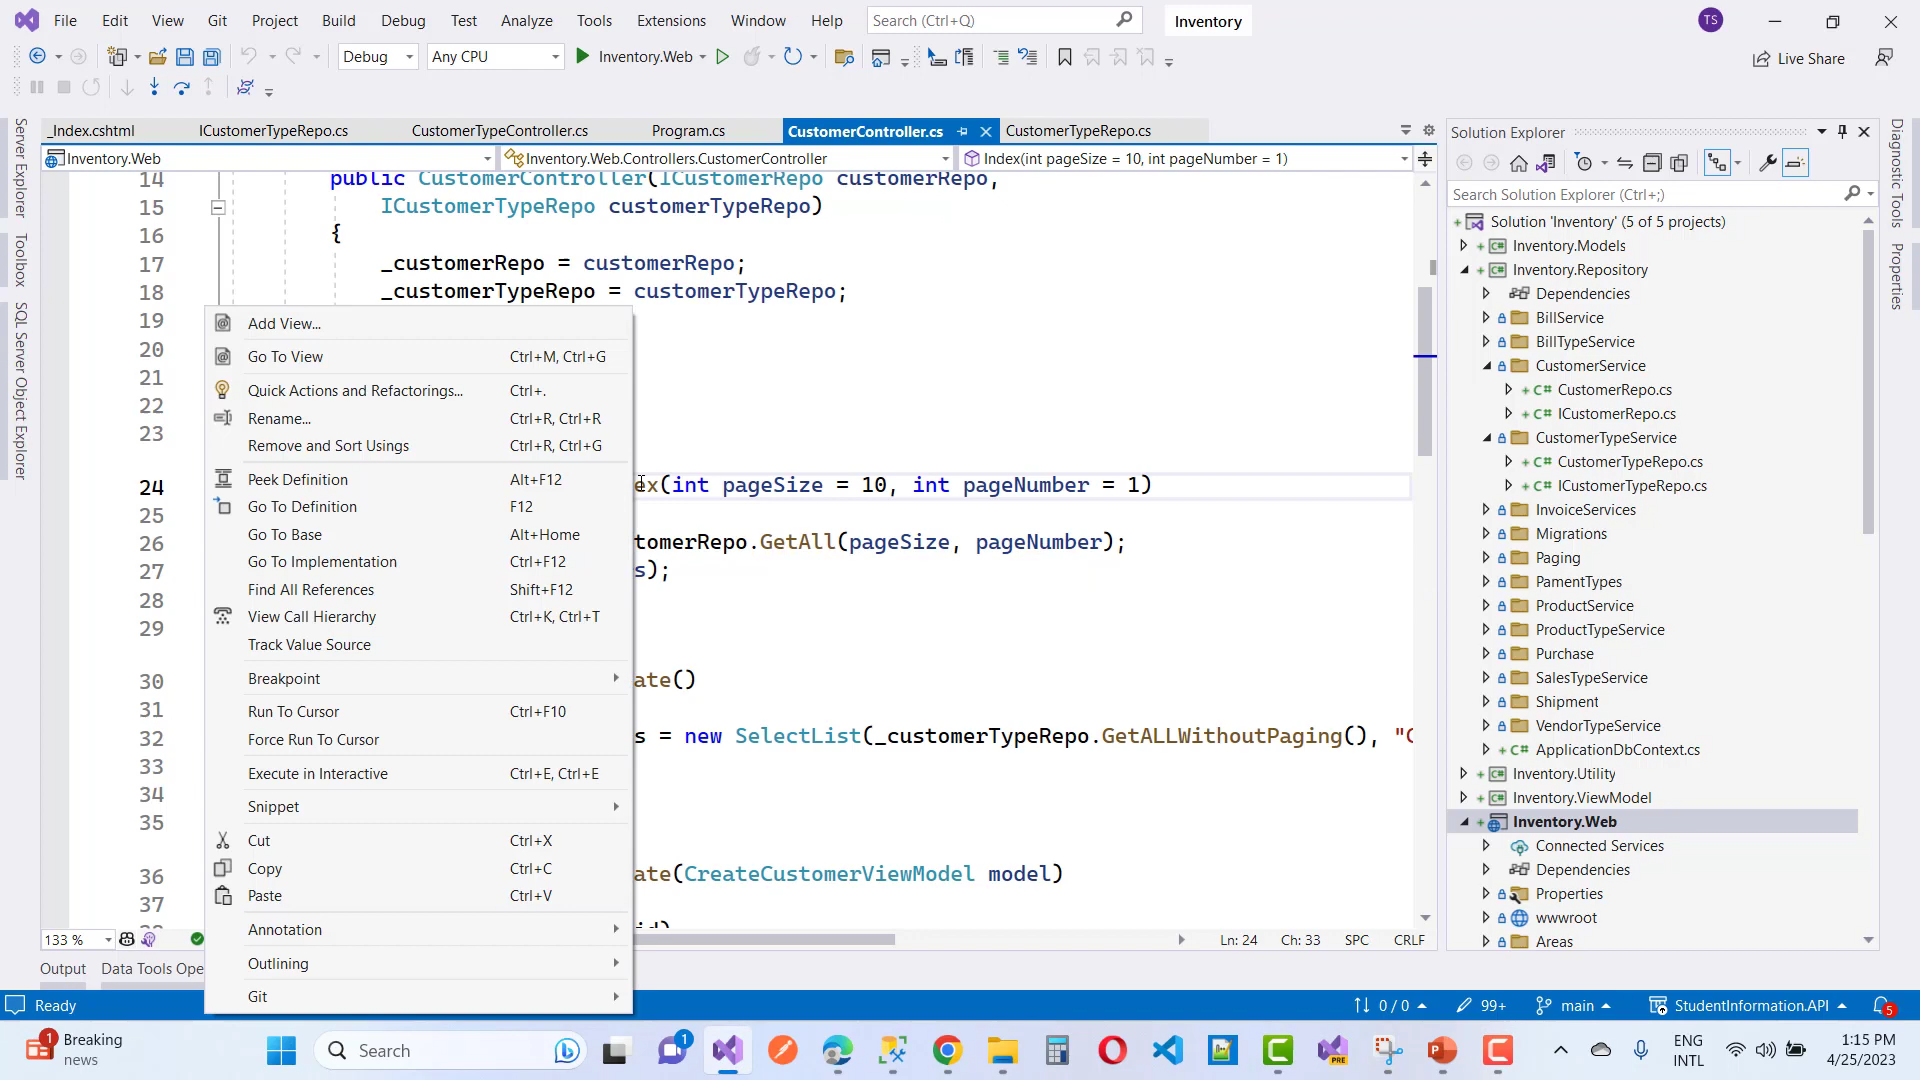 File Edit View Git Project Build Debug Test Analyze Tools Extensions Window Help Search (Ctrl+Q) Inventory TS
Debug Any CPU Inventory.Web Live Share
_Index.cshtml ICustomerTypeRepo.cs CustomerTypeController.cs Program.cs CustomerController.cs CustomerTypeRepo.cs
Inventory.Web Inventory.Web.Controllers.CustomerController Index(int pageSize = 10, int pageNumber = 1)
14 public CustomerController(ICustomerRepo customerRepo,
15 ICustomerTypeRepo customerTypeRepo)
16 {
17 _customerRepo = customerRepo;
18 _customerTypeRepo = customerTypeRepo;
19
20
21
22
23
24 ex(int pageSize = 10, int pageNumber = 1)
25
26 tomerRepo.GetAll(pageSize, pageNumber);
27 s);
28
29
30 ate()
31
32 s = new SelectList(_customerTypeRepo.GetALLWithoutPaging(), "C
33
34
35
36 ate(CreateCustomerViewModel model)
37
Add View...
Go To View Ctrl+M, Ctrl+G
Quick Actions and Refactorings... Ctrl+.
Rename... Ctrl+R, Ctrl+R
Remove and Sort Usings Ctrl+R, Ctrl+G
Peek Definition Alt+F12
Go To Definition F12
Go To Base Alt+Home
Go To Implementation Ctrl+F12
Find All References Shift+F12
View Call Hierarchy Ctrl+K, Ctrl+T
Track Value Source
Breakpoint
Run To Cursor Ctrl+F10
Force Run To Cursor
Execute in Interactive Ctrl+E, Ctrl+E
Snippet
Cut Ctrl+X
Copy Ctrl+C
Paste Ctrl+V
Annotation
Outlining
Git
133 % Ln: 24 Ch: 33 SPC CRLF
Output Data Tools Ope
Server Explorer
Toolbox
SQL Server Object Explorer
Solution Explorer
Search Solution Explorer (Ctrl+;)
Solution 'Inventory' (5 of 5 projects)
Inventory.Models
Inventory.Repository
Dependencies
BillService
BillTypeService
CustomerService
C# CustomerRepo.cs
C# ICustomerRepo.cs
CustomerTypeService
C# CustomerTypeRepo.cs
C# ICustomerTypeRepo.cs
InvoiceServices
Migrations
Paging
PamentTypes
ProductService
ProductTypeService
Purchase
SalesTypeService
Shipment
VendorTypeService
C# ApplicationDbContext.cs
Inventory.Utility
Inventory.ViewModel
Inventory.Web
Connected Services
Dependencies
Properties
wwwroot
Areas
Diagnostic Tools
Properties
Ready 0 / 0 99+ main StudentInformation.API 5
1 Breaking
news
Search 1 PRE ENG
INTL
1:15 PM
4/25/2023